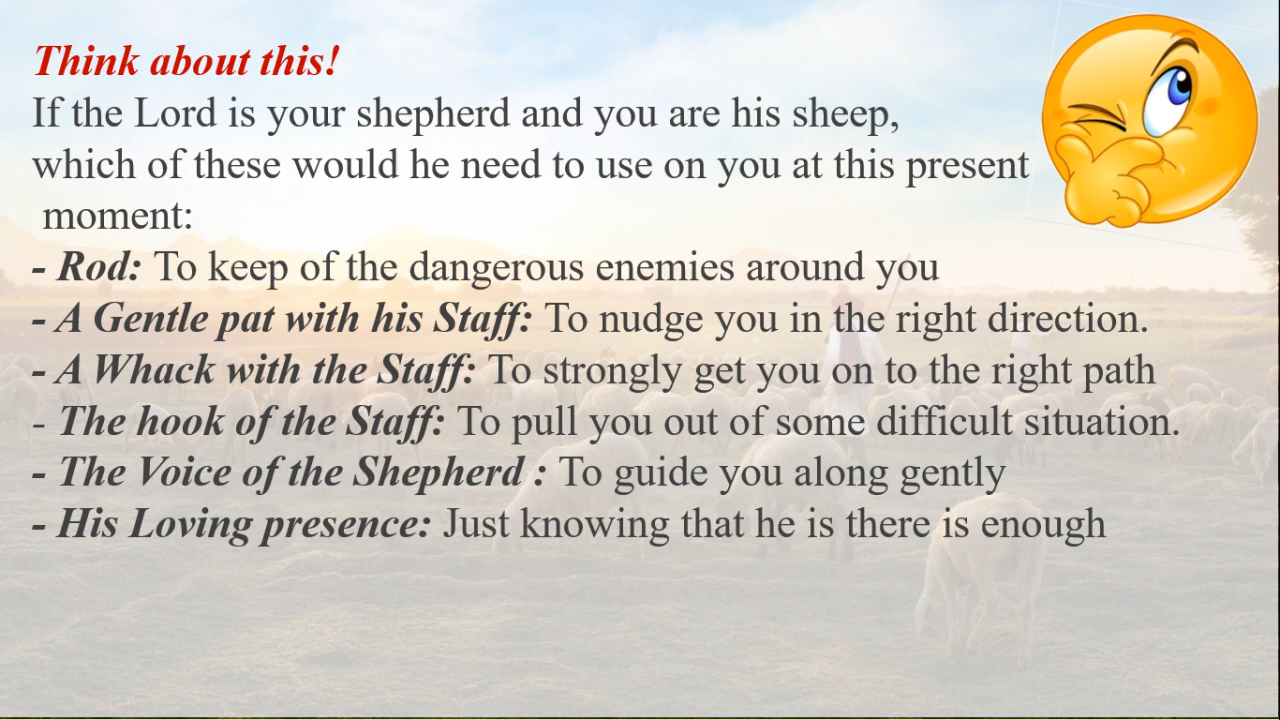 Think about this!
If the Lord is your shepherd and you are his sheep,
which of these would he need to use on you at this present
moment:
- Rod: To keep of the dangerous enemies around you
- A Gentle pat with his Staff: To nudge you in the right direction.
- A Whack with the Staff: To strongly get you on to the right path
- The hook of the Staff: To pull you out of some difficult situation.
- The Voice of the Shepherd : To guide you along gently
- His Loving presence: Just knowing that he is there is enough